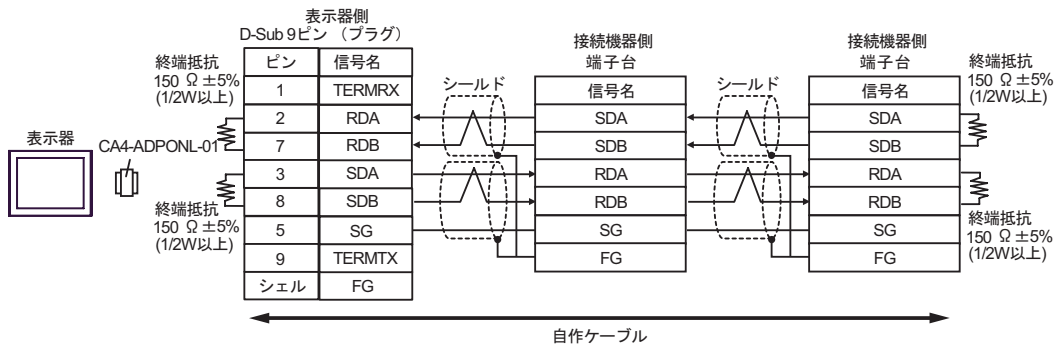 表示器側
D-Sub 9ピン (プラグ)
ピン 信号名
1 TERMRX
2 RDA
7 RDB
3 SDA
8 SDB
5 SG
9 TERMTX
シェル FG
終端抵抗
150 Ω ±5%
(1/2W以上)
終端抵抗
150 Ω ±5%
(1/2W以上)
表示器
CA4-ADPONL-01
シールド
接続機器側
端子台
信号名
SDA
SDB
RDA
RDB
SG
FG
シールド
接続機器側
端子台
信号名
SDA
SDB
RDA
RDB
SG
FG
終端抵抗
150 Ω ±5%
(1/2W以上)
終端抵抗
150 Ω ±5%
(1/2W以上)
自作ケーブル